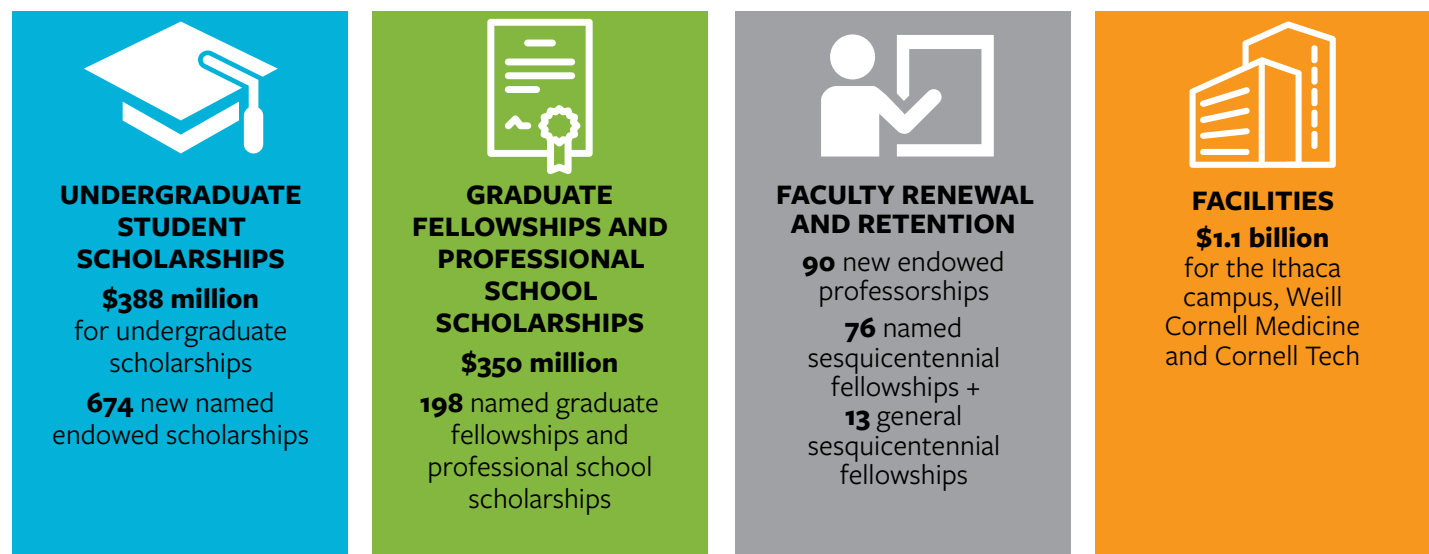 UNDERGRADUATE
STUDENT
SCHOLARSHIPS
$388 million
for undergraduate
scholarships
674 new named
endowed scholarships
GRADUATE
FELLOWSHIPS AND
PROFESSIONAL
SCHOOL
SCHOLARSHIPS
$350 million
198 named graduate
fellowships and
professional school
scholarships
FACULTY RENEWAL
AND RETENTION
90 new endowed
professorships
76 named
sesquicentennial
fellowships +
13 general
sesquicentennial
fellowships
FACILITIES
$1.1 billion
for the Ithaca
campus, Weill
Cornell Medicine
and Cornell Tech